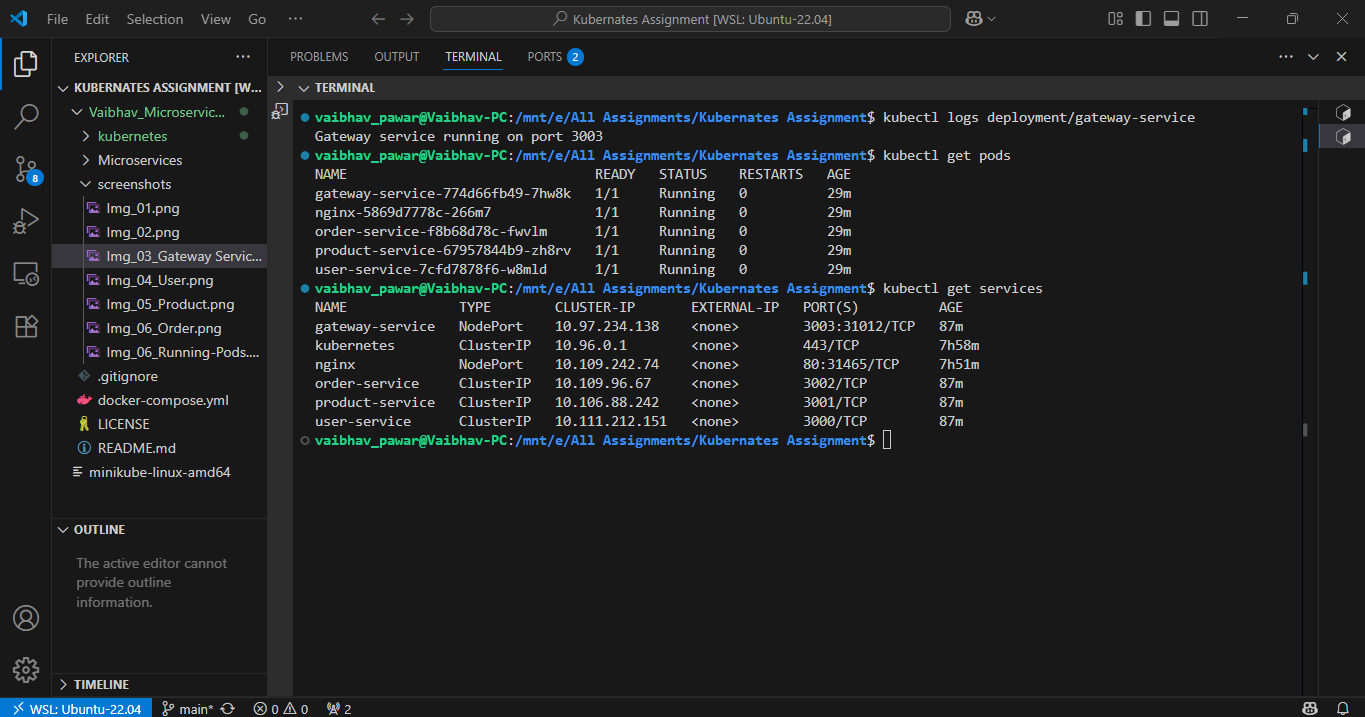 File Edit Selection View Go ··· Kubernates Assignment [WSL: Ubuntu-22.04]
EXPLORER ···
KUBERNATES ASSIGNMENT [W...
Vaibhav_Microservic...
kubernetes
Microservices
screenshots
Img_01.png
Img_02.png
Img_03_Gateway Servic...
Img_04_User.png
Img_05_Product.png
Img_06_Order.png
Img_06_Running-Pods....
.gitignore
docker-compose.yml
LICENSE
README.md
minikube-linux-amd64
OUTLINE
The active editor cannot
provide outline
information.
TIMELINE
8
PROBLEMS OUTPUT TERMINAL PORTS 2
TERMINAL
vaibhav_pawar@Vaibhav-PC:/mnt/e/All Assignments/Kubernates Assignment$ kubectl logs deployment/gateway-service
Gateway service running on port 3003
vaibhav_pawar@Vaibhav-PC:/mnt/e/All Assignments/Kubernates Assignment$ kubectl get pods
NAME READY STATUS RESTARTS AGE
gateway-service-774d66fb49-7hw8k 1/1 Running 0 29m
nginx-5869d7778c-266m7 1/1 Running 0 29m
order-service-f8b68d78c-fwvlm 1/1 Running 0 29m
product-service-67957844b9-zh8rv 1/1 Running 0 29m
user-service-7cfd7878f6-w8mld 1/1 Running 0 29m
vaibhav_pawar@Vaibhav-PC:/mnt/e/All Assignments/Kubernates Assignment$ kubectl get services
NAME TYPE CLUSTER-IP EXTERNAL-IP PORT(S) AGE
gateway-service NodePort 10.97.234.138 <none> 3003:31012/TCP 87m
kubernetes ClusterIP 10.96.0.1 <none> 443/TCP 7h58m
nginx NodePort 10.109.242.74 <none> 80:31465/TCP 7h51m
order-service ClusterIP 10.109.96.67 <none> 3002/TCP 87m
product-service ClusterIP 10.106.88.242 <none> 3001/TCP 87m
user-service ClusterIP 10.111.212.151 <none> 3000/TCP 87m
vaibhav_pawar@Vaibhav-PC:/mnt/e/All Assignments/Kubernates Assignment$
WSL: Ubuntu-22.04 main* 0 0 2